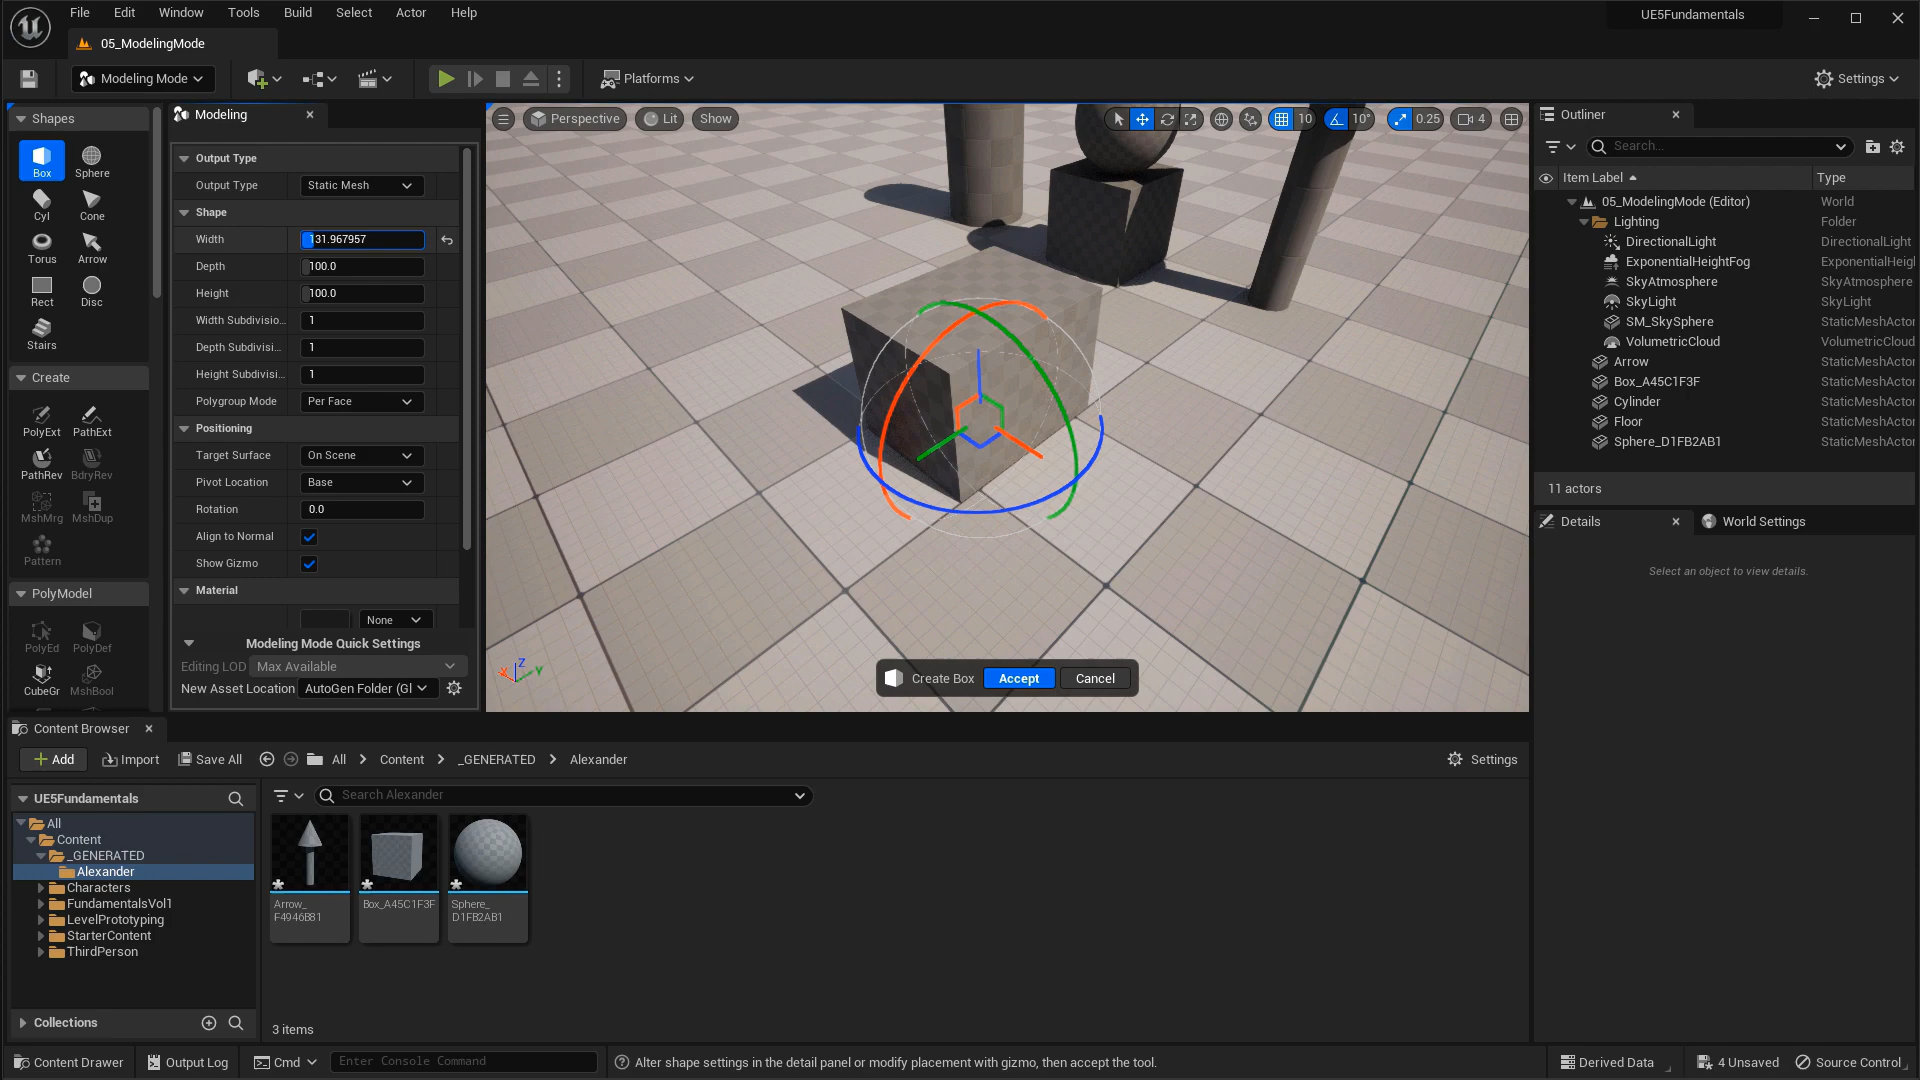 File Edit Window Tools Build Select Actor Help
UE5Fundamentals
05_ModelingMode
Modeling Mode
Platforms
Settings
Shapes
Box Sphere
Cyl Cone
Torus Arrow
Rect Disc
Stairs
Create
PolyExt PathExt
PathRev BdryRev
MshMrg MshDup
Pattern
PolyModel
PolyEd PolyDef
CubeGr MshBool
Modeling
Output Type
Output Type Static Mesh
Shape
Width 131.967957
Depth 100.0
Height 100.0
Width Subdivisio... 1
Depth Subdivisi... 1
Height Subdivisi... 1
Polygroup Mode Per Face
Positioning
Target Surface On Scene
Pivot Location Base
Rotation 0.0
Align to Normal
Show Gizmo
Material
None
Modeling Mode Quick Settings
Editing LOD Max Available
New Asset Location AutoGen Folder (Gl
Perspective Lit Show
10 10° 0.25 4
X Z Y
Create Box Accept Cancel
Outliner
Search...
Item Label Type
05_ModelingMode (Editor) World
Lighting Folder
DirectionalLight DirectionalLight
ExponentialHeightFog ExponentialHeigl
SkyAtmosphere SkyAtmosphere
SkyLight SkyLight
SM_SkySphere StaticMeshActor
VolumetricCloud VolumetricCloud
Arrow StaticMeshActor
Box_A45C1F3F StaticMeshActor
Cylinder StaticMeshActor
Floor StaticMeshActor
Sphere_D1FB2AB1 StaticMeshActor
11 actors
Details
World Settings
Select an object to view details.
Content Browser
Add Import Save All All Content _GENERATED Alexander
Settings
UE5Fundamentals
All
Content
_GENERATED
Alexander
Characters
FundamentalsVol1
LevelPrototyping
StarterContent
ThirdPerson
Collections
Search Alexander
Arrow_
F4946B81
Box_A45C1F3F
Sphere_
D1FB2AB1
3 items
Content Drawer Output Log Cmd Enter Console Command Alter shape settings in the detail panel or modify placement with gizmo, then accept the tool. Derived Data 4 Unsaved Source Control